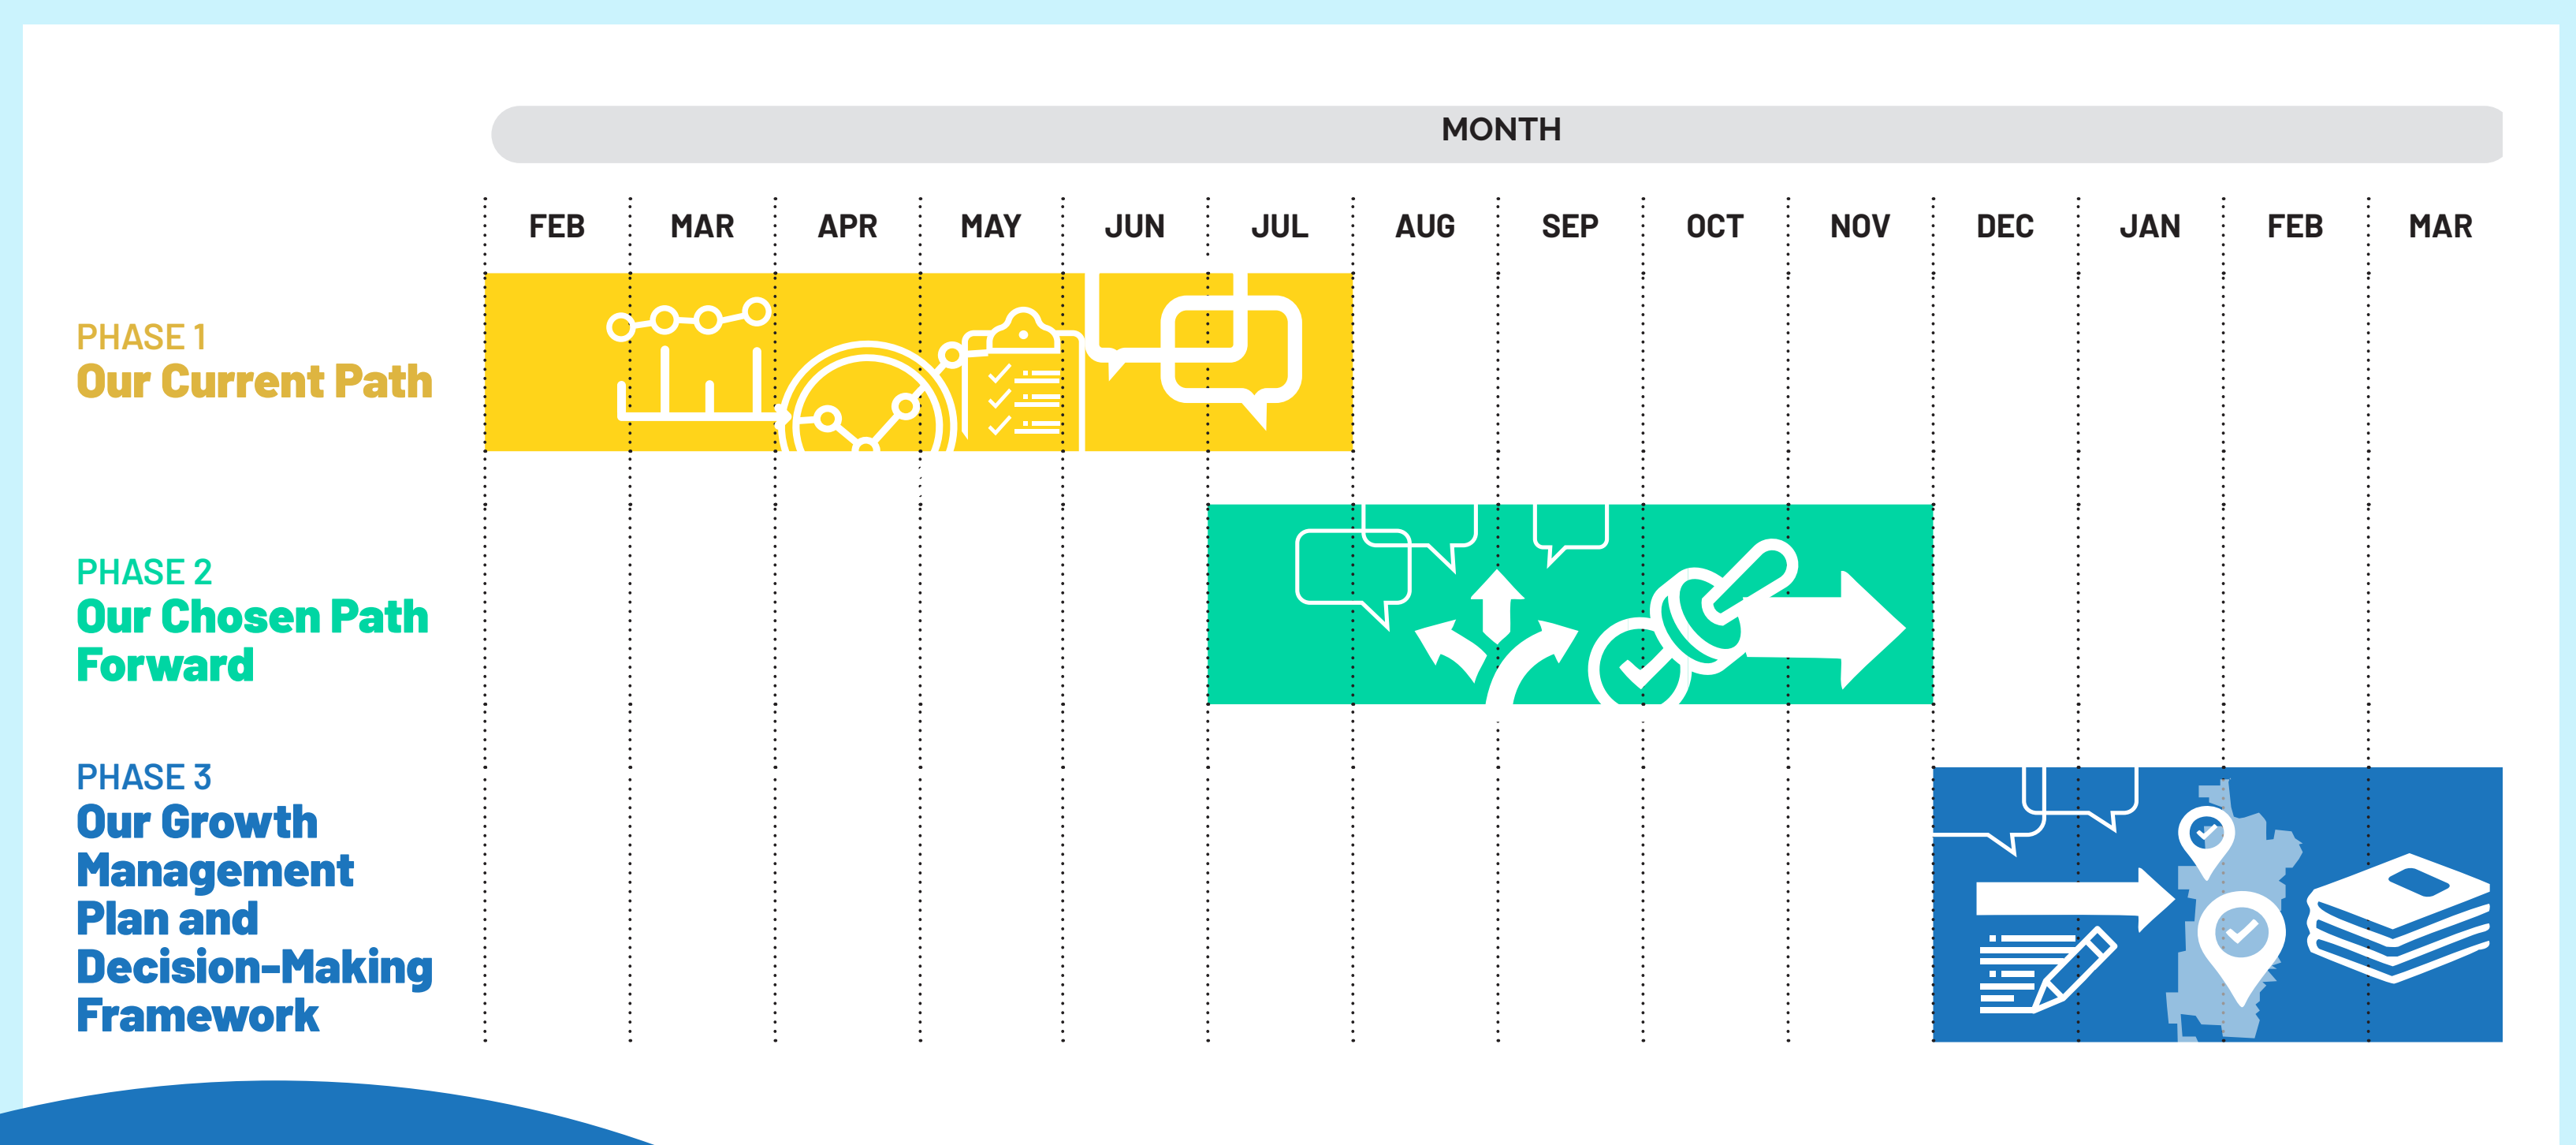 MONTH
FEB MAR APR MAY JUN JUL AUG SEP OCT NOV DEC JAN FEB MAR
PHASE 1
Our Current Path
PHASE 2
Our Chosen Path
Forward
PHASE 3
Our Growth
Management
Plan and
Decision-Making
Framework